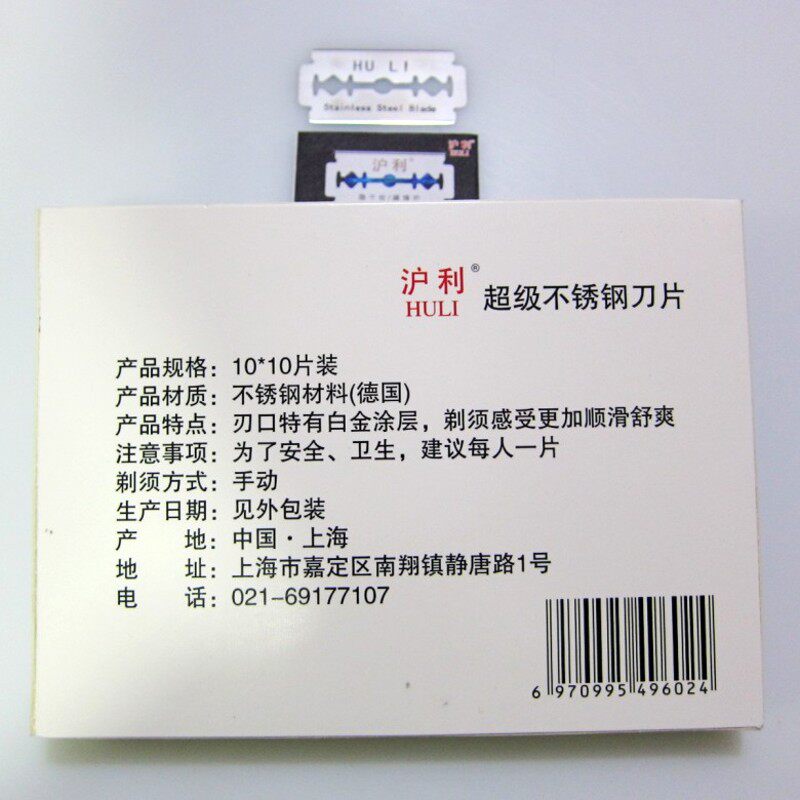 HU LI
Stainless Steel Blade
沪利
HULI
沪利
沪利®
HULI
超级不锈钢刀片
产品规格：10*10片装
产品材质：不锈钢材料(德国)
产品特点：刃口特有白金涂层，剃须感受更加顺滑舒爽
注意事项：为了安全、卫生，建议每人一片
剃须方式：手动
生产日期：见外包装
产 地：中国·上海
地 址：上海市嘉定区南翔镇静唐路1号
电 话：021-69177107
6 970995 496024